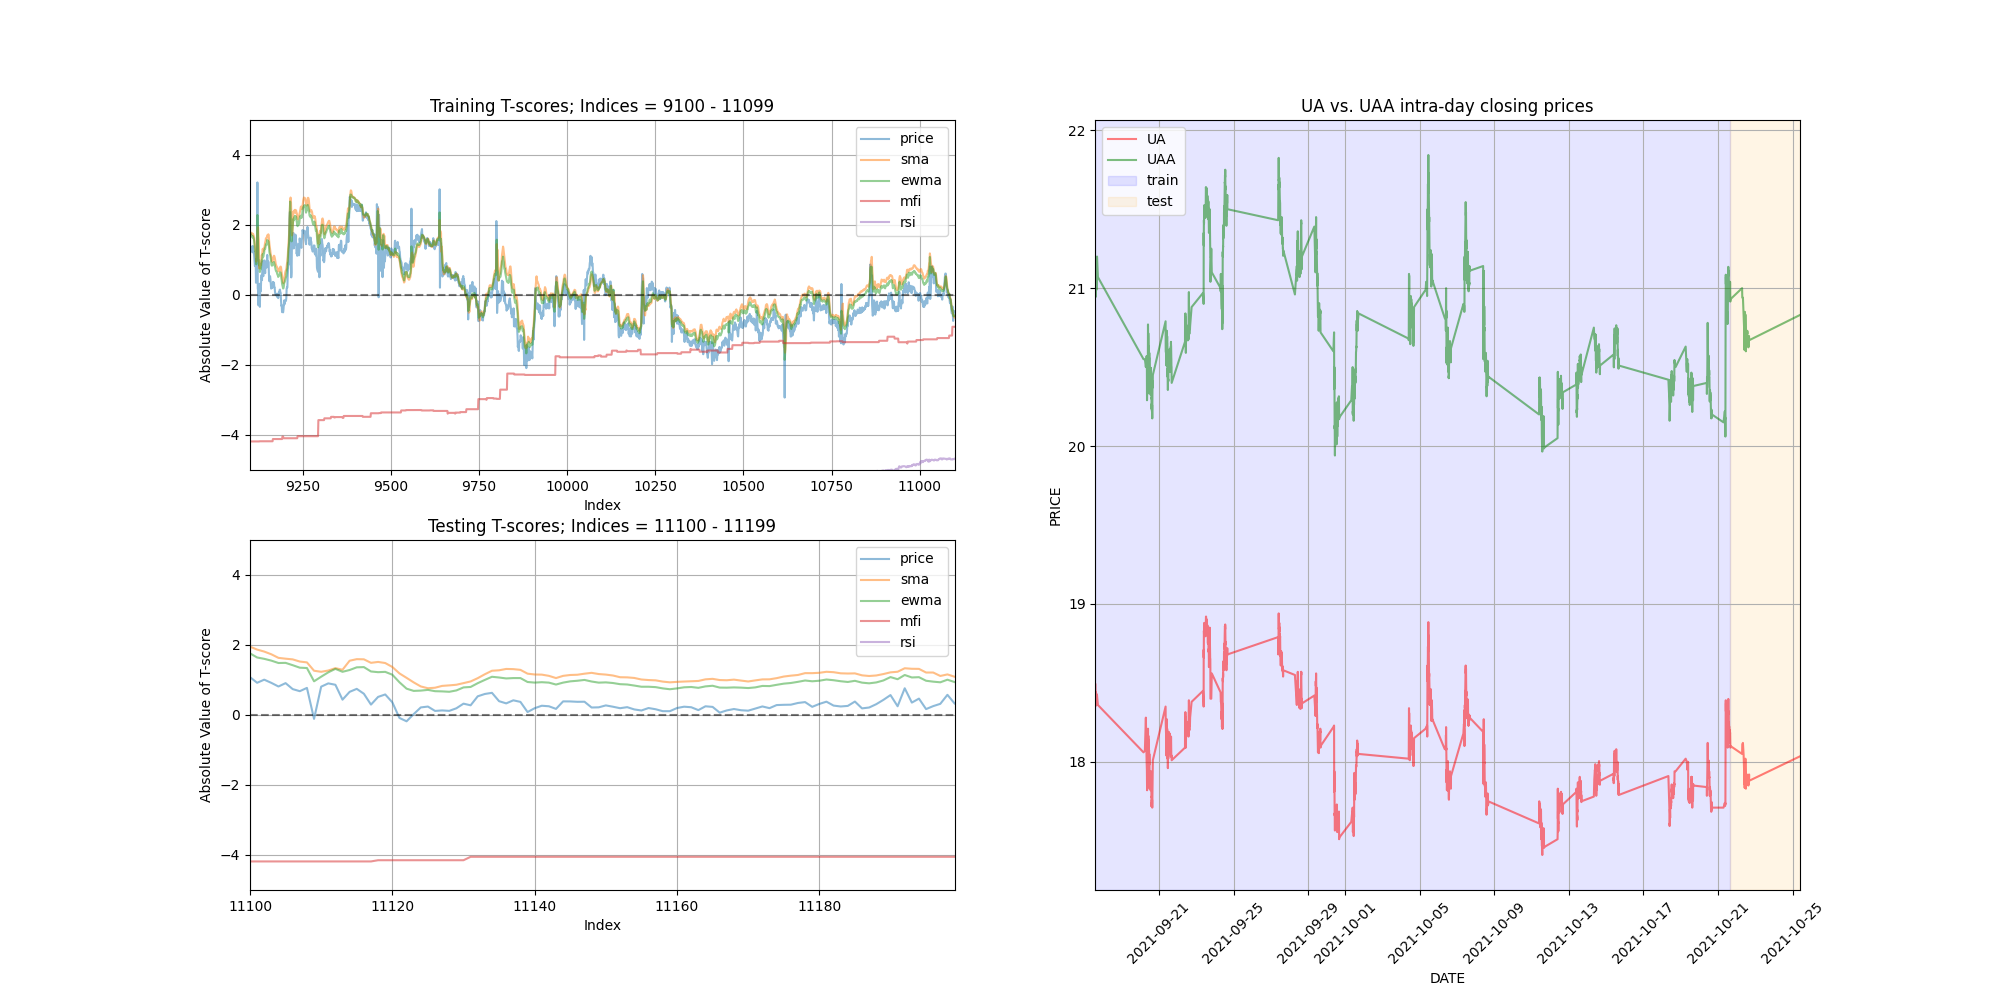 Training T-scores; Indices = 9100 - 11099
Absolute Value of T-score
4
2
0
−2
−4
price
sma
ewma
mfi
rsi
9250
9500
9750
10000
10250
10500
10750
11000
Index
Testing T-scores; Indices = 11100 - 11199
Absolute Value of T-score
4
2
0
−2
−4
price
sma
ewma
mfi
rsi
11100
11120
11140
11160
11180
Index
UA vs. UAA intra-day closing prices
PRICE
22
21
20
19
18
UA
UAA
train
test
2021-09-21
2021-09-25
2021-09-29
2021-10-01
2021-10-05
2021-10-09
2021-10-13
2021-10-17
2021-10-21
2021-10-25
DATE